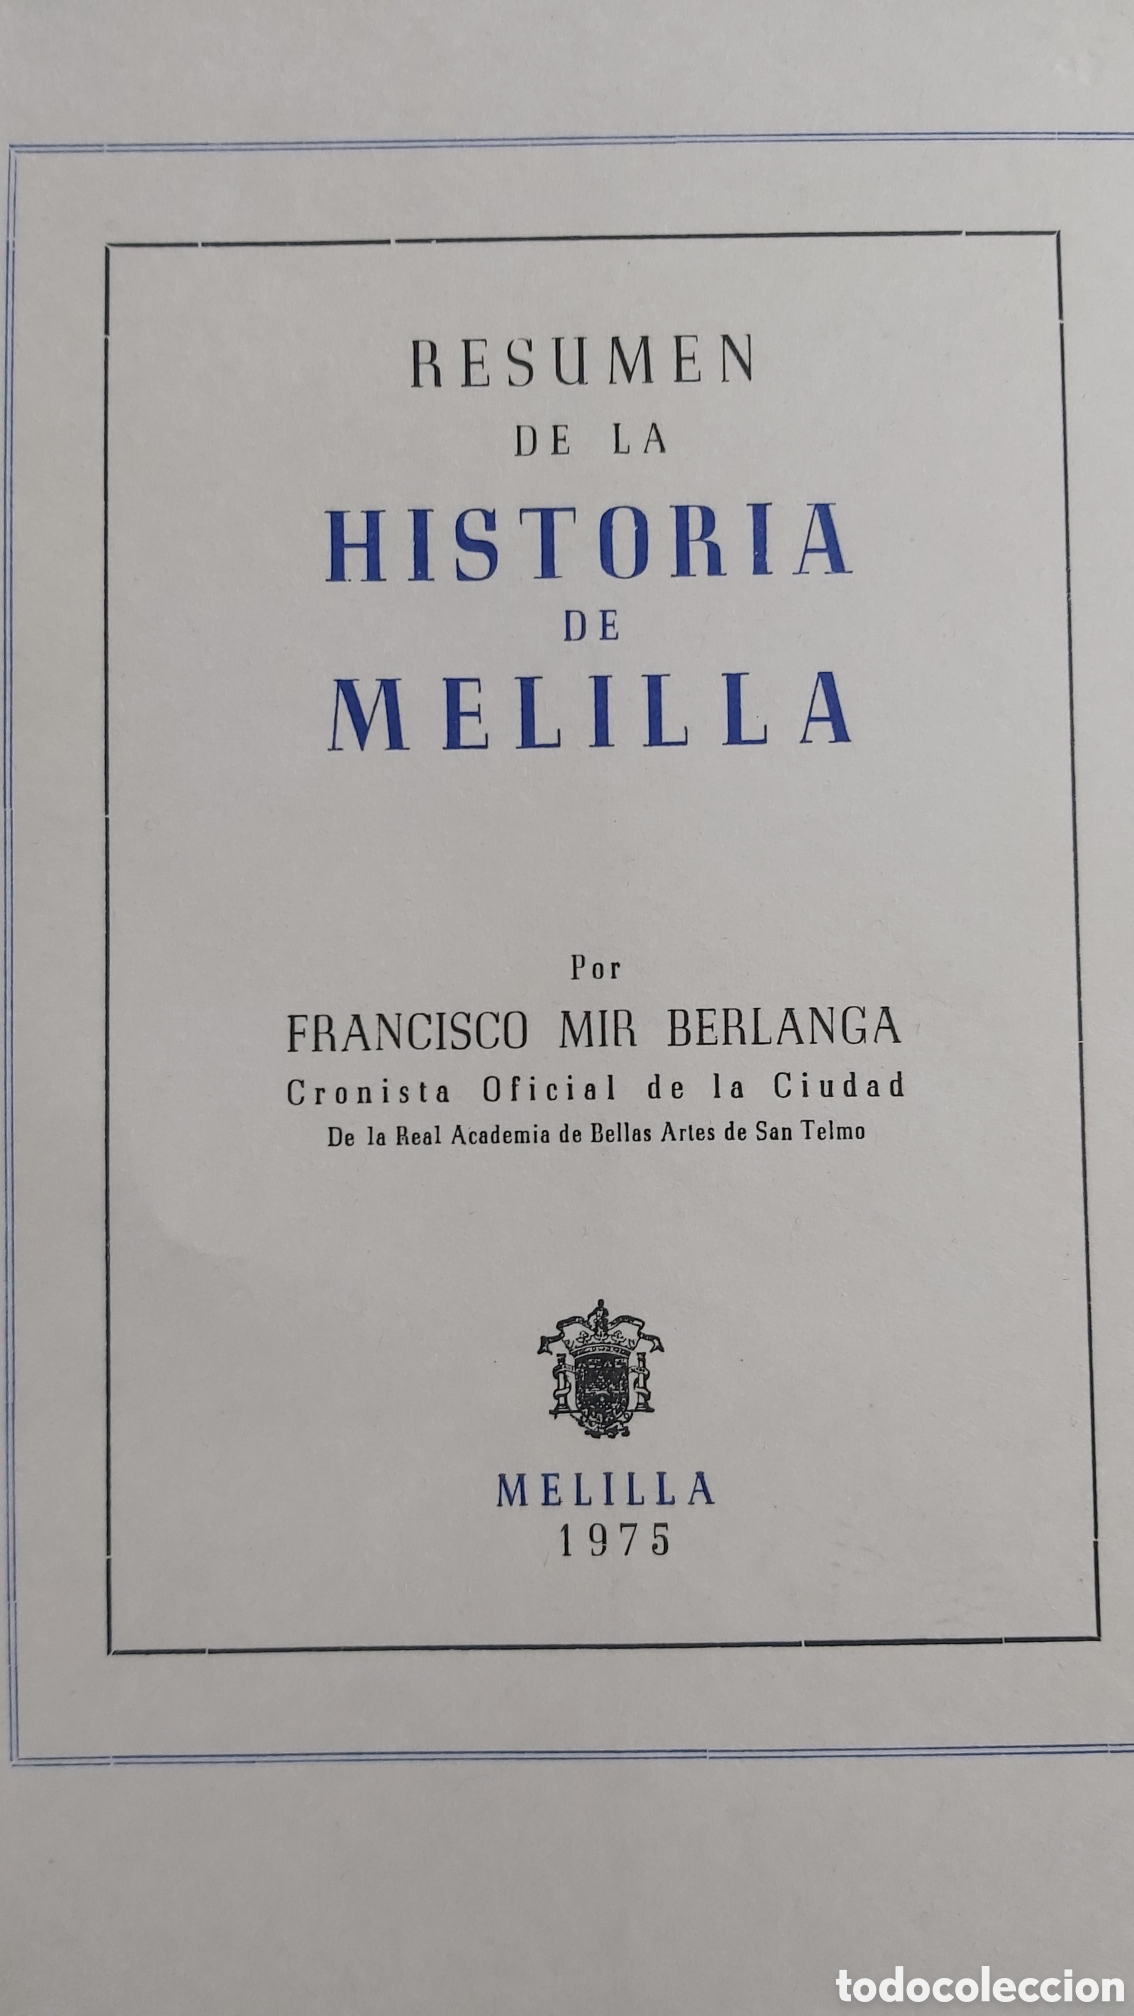 RESUMEN
DE LA
HISTORIA
DE
MELILLA
Por
FRANCISCO MIR BERLANGA
Cronista Oficial de la Ciudad
De la Real Academia de Bellas Artes de San Telmo
MELILLA
1975
todocoleccion